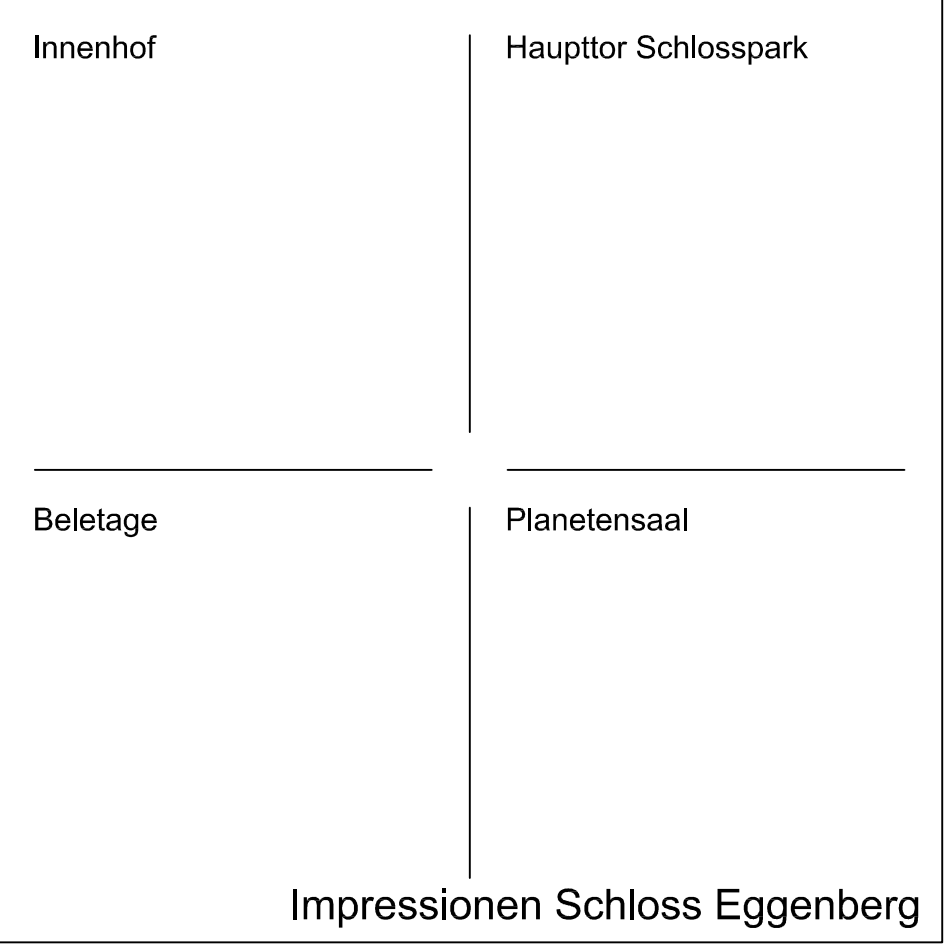 Innenhof
Haupttor Schlosspark
Beletage
Planetensaal
Impressionen Schloss Eggenberg